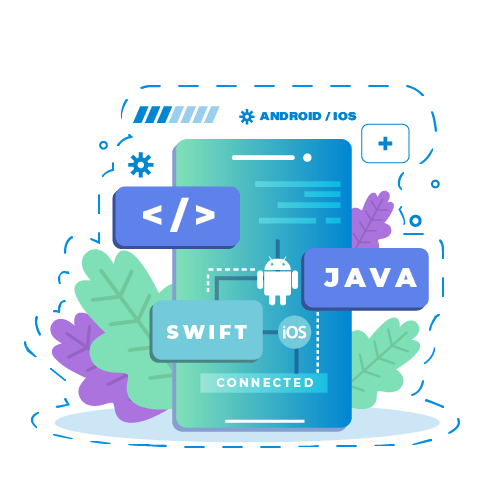 ANDROID / IOS
+
</>
JAVA
SWIFT
iOS
CONNECTED